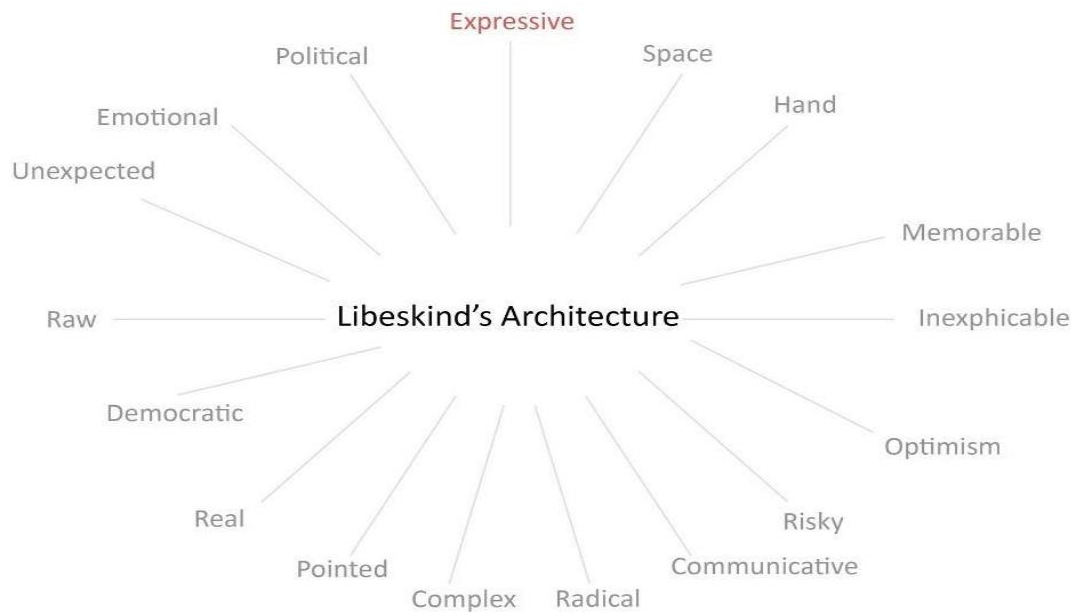 Expressive
Political
Space
Hand
Emotional
Unexpected
Memorable
Raw
Libeskind's Architecture
Inexphicable
Democratic
Optimism
Real
Risky
Pointed
Communicative
Complex
Radical